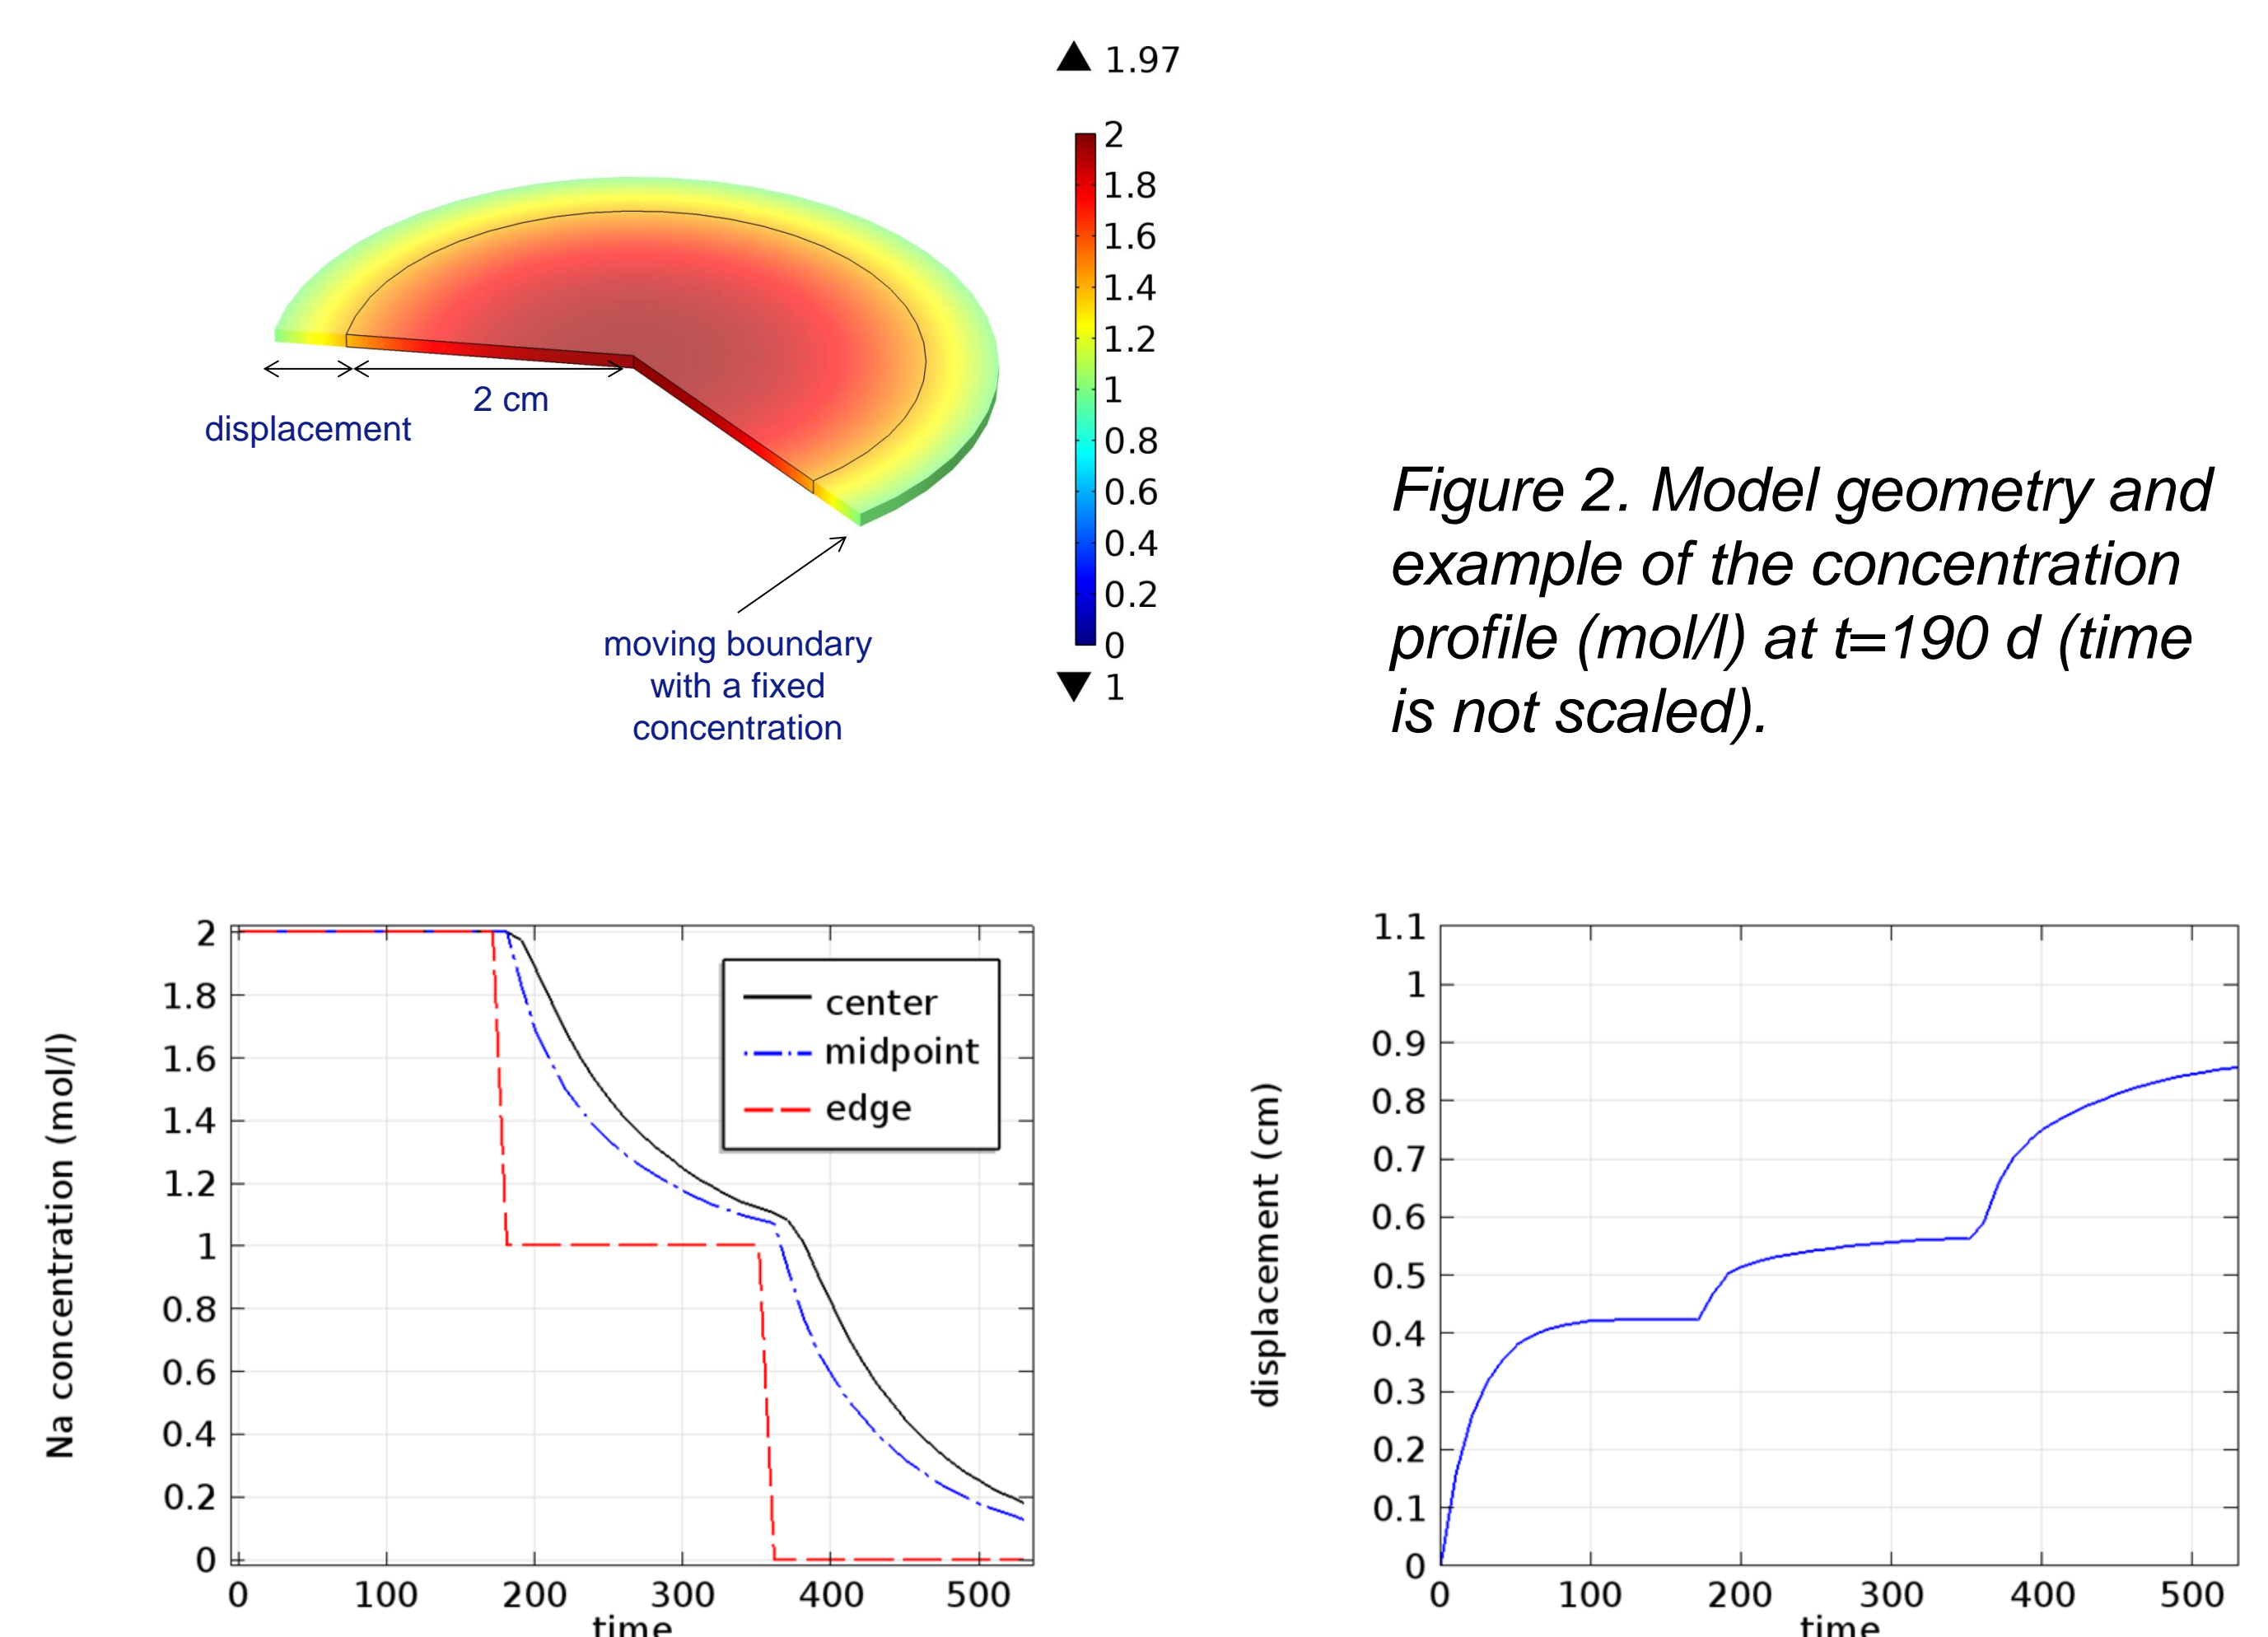 1.97
2
1.8
1.6
1.4
1.2
1
0.8
0.6
0.4
0.2
0
1
2 cm
displacement
moving boundary
with a fixed
concentration
Figure 2. Model geometry and
example of the concentration
profile (mol/l) at t=190 d (time
is not scaled).
Na concentration (mol/l)
2
1.8
1.6
1.4
1.2
1
0.8
0.6
0.4
0.2
0
center
midpoint
edge
0 100 200 300 400 500
time
displacement (cm)
1.1
1
0.9
0.8
0.7
0.6
0.5
0.4
0.3
0.2
0.1
0
0 100 200 300 400 500
time